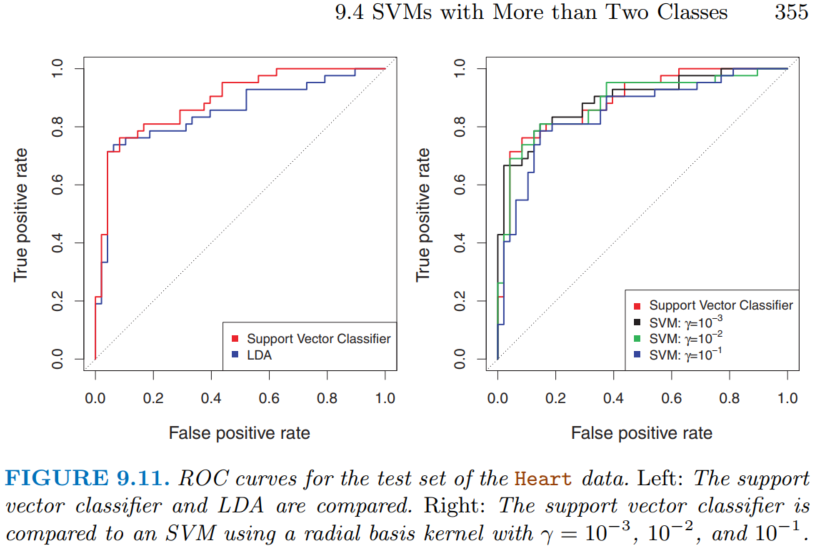 9.4 SVMs with More than Two Classes 355
True positive rate
1.0
0.8
0.6
0.4
0.2
0.0
Support Vector Classifier
LDA
0.0 0.2 0.4 0.6 0.8 1.0
False positive rate
True positive rate
1.0
0.8
0.6
0.4
0.2
0.0
Support Vector Classifier
SVM: γ=10⁻³
SVM: γ=10⁻²
SVM: γ=10⁻¹
0.0 0.2 0.4 0.6 0.8 1.0
False positive rate
FIGURE 9.11. ROC curves for the test set of the Heart data. Left: The support
vector classifier and LDA are compared. Right: The support vector classifier is
compared to an SVM using a radial basis kernel with γ = 10⁻³, 10⁻², and 10⁻¹.